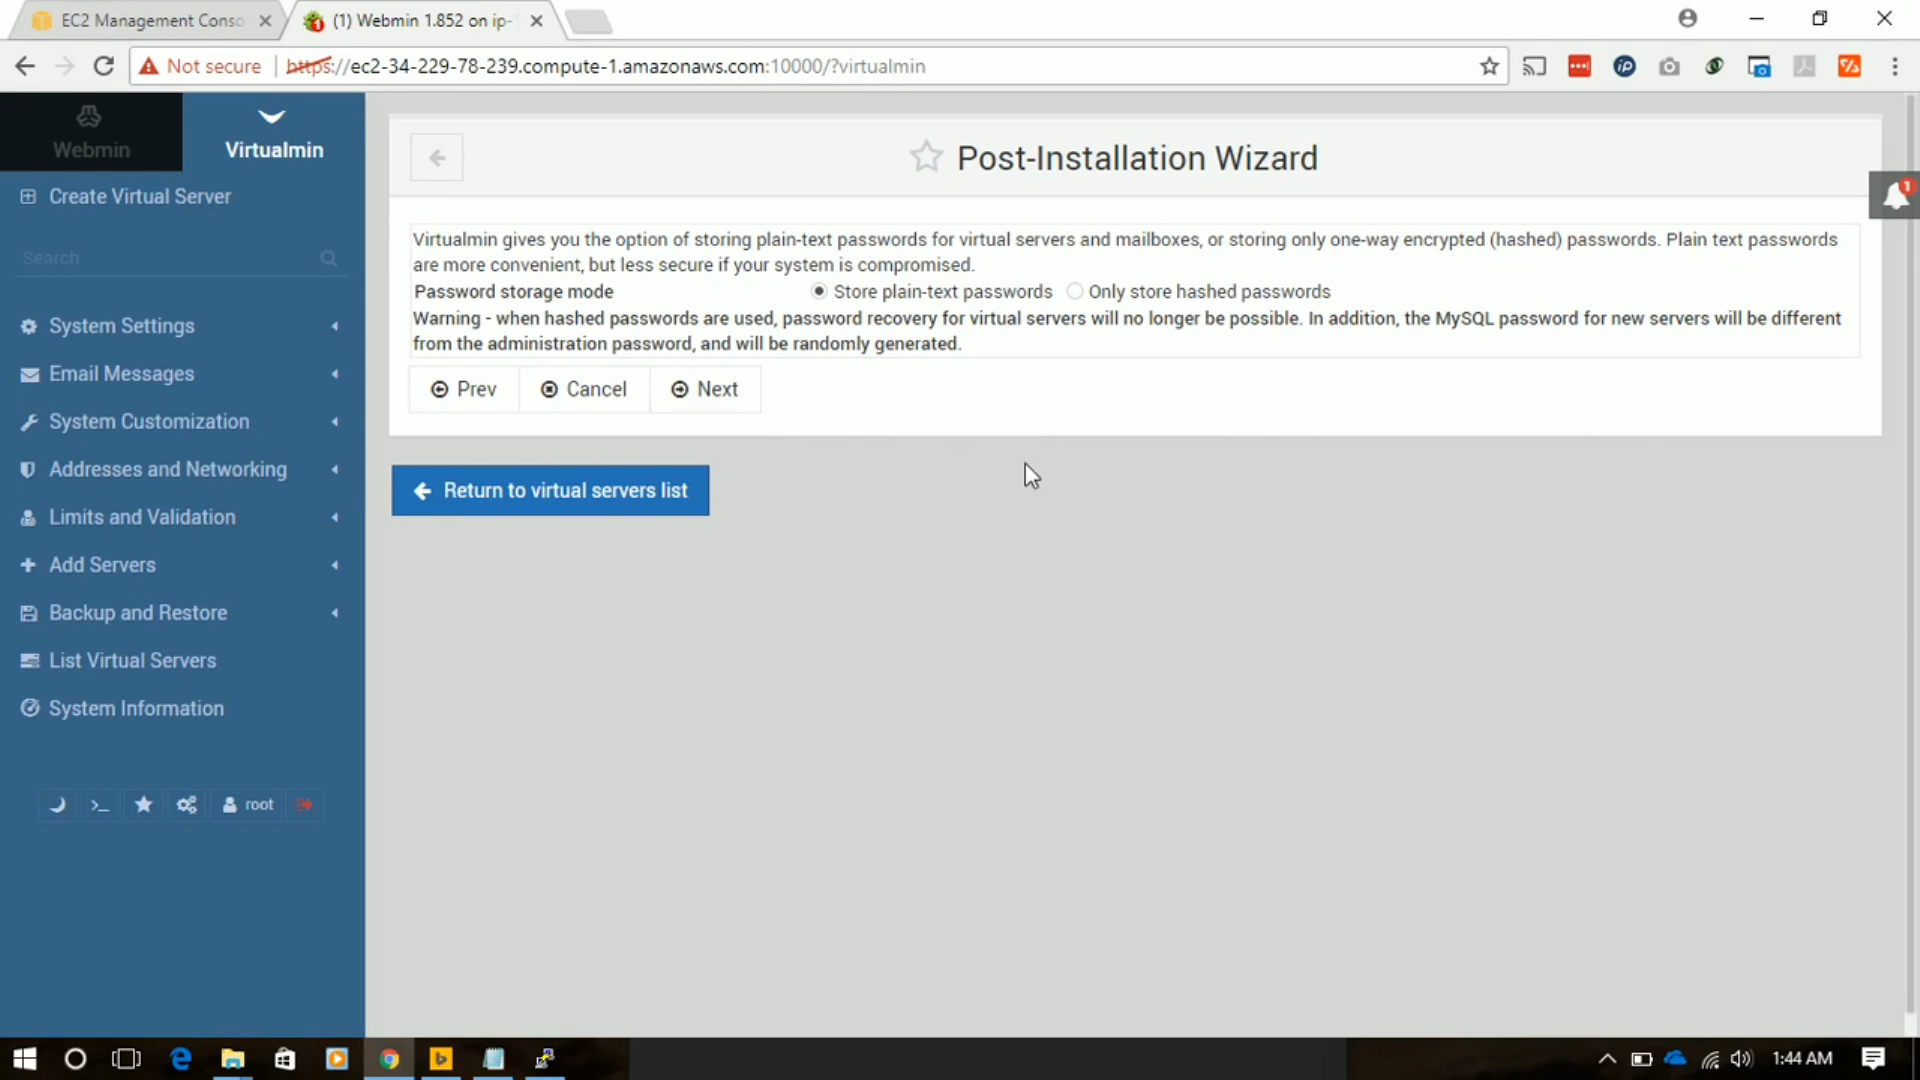 EC2 Management Conso
(1) Webmin 1.852 on ip-
Not secure
https://ec2-34-229-78-239.compute-1.amazonaws.com:10000/?virtualmin
Webmin
Virtualmin
Create Virtual Server
Search
System Settings
Email Messages
System Customization
Addresses and Networking
Limits and Validation
Add Servers
Backup and Restore
List Virtual Servers
System Information
root
Post-Installation Wizard
1
Virtualmin gives you the option of storing plain-text passwords for virtual servers and mailboxes, or storing only one-way encrypted (hashed) passwords. Plain text passwords
are more convenient, but less secure if your system is compromised.
Password storage mode
Store plain-text passwords
Only store hashed passwords
Warning - when hashed passwords are used, password recovery for virtual servers will no longer be possible. In addition, the MySQL password for new servers will be different
from the administration password, and will be randomly generated.
Prev
Cancel
Next
Return to virtual servers list
1:44 AM